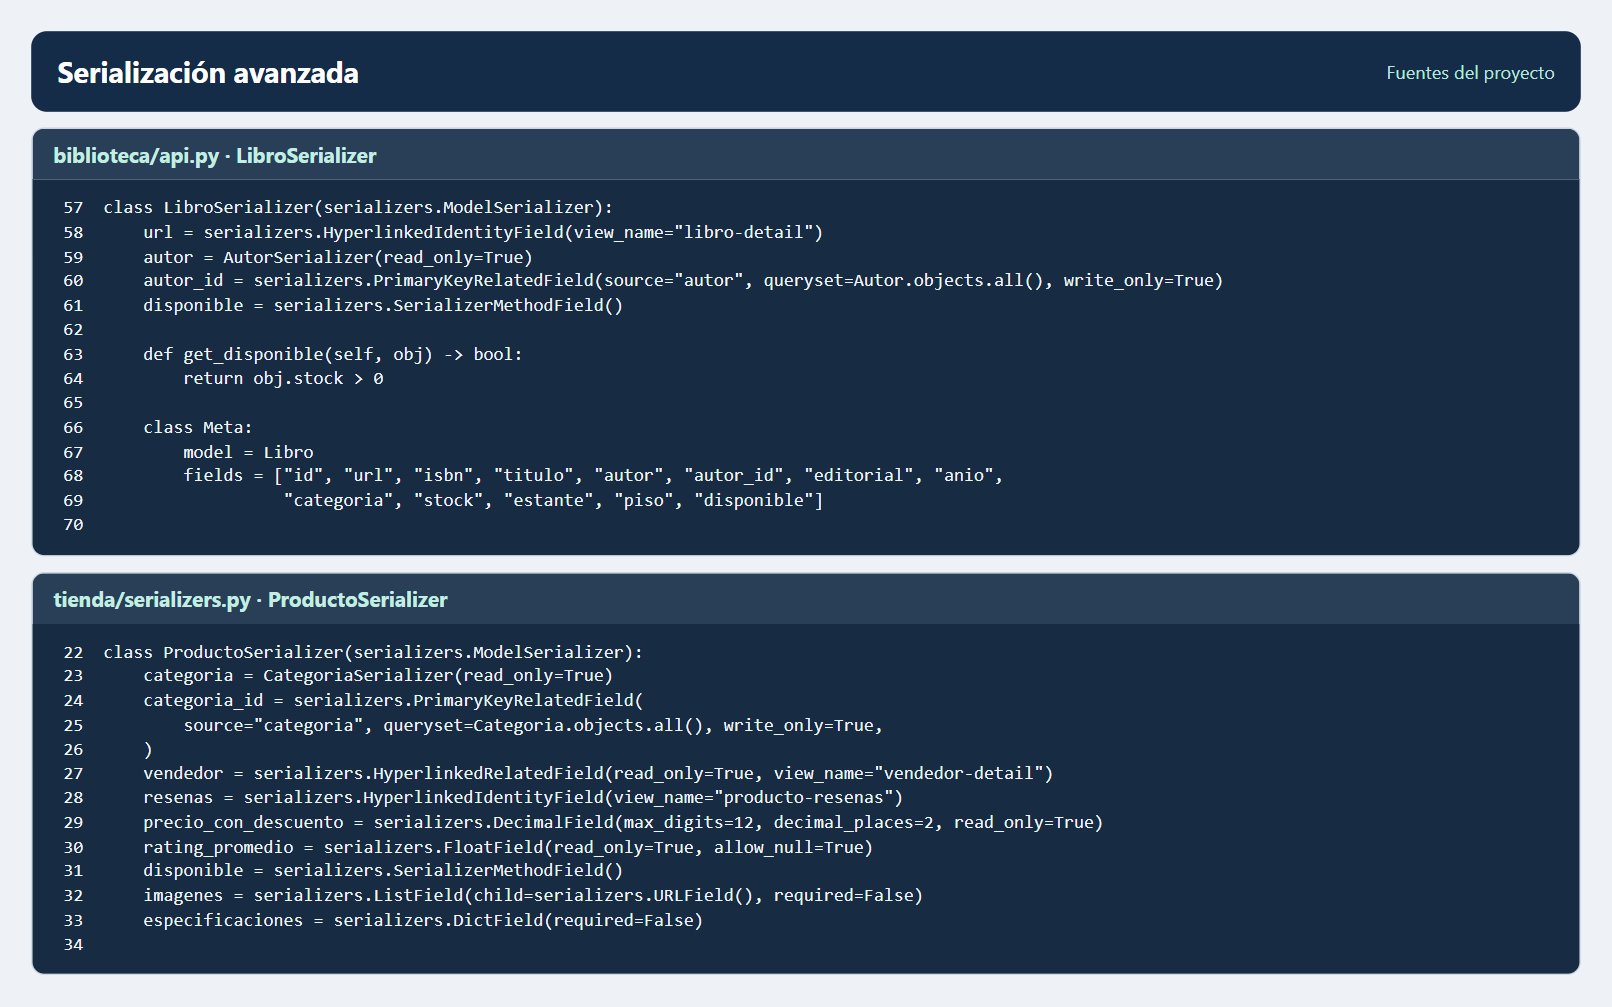 Serialización avanzada
Fuentes del proyecto
biblioteca/api.py · LibroSerializer
57  class LibroSerializer(serializers.ModelSerializer):
58      url = serializers.HyperlinkedIdentityField(view_name="libro-detail")
59      autor = AutorSerializer(read_only=True)
60      autor_id = serializers.PrimaryKeyRelatedField(source="autor", queryset=Autor.objects.all(), write_only=True)
61      disponible = serializers.SerializerMethodField()
62
63      def get_disponible(self, obj) -> bool:
64          return obj.stock > 0
65
66      class Meta:
67          model = Libro
68          fields = ["id", "url", "isbn", "titulo", "autor", "autor_id", "editorial", "anio",
69                    "categoria", "stock", "estante", "piso", "disponible"]
70
tienda/serializers.py · ProductoSerializer
22  class ProductoSerializer(serializers.ModelSerializer):
23      categoria = CategoriaSerializer(read_only=True)
24      categoria_id = serializers.PrimaryKeyRelatedField(
25          source="categoria", queryset=Categoria.objects.all(), write_only=True,
26      )
27      vendedor = serializers.HyperlinkedRelatedField(read_only=True, view_name="vendedor-detail")
28      resenas = serializers.HyperlinkedIdentityField(view_name="producto-resenas")
29      precio_con_descuento = serializers.DecimalField(max_digits=12, decimal_places=2, read_only=True)
30      rating_promedio = serializers.FloatField(read_only=True, allow_null=True)
31      disponible = serializers.SerializerMethodField()
32      imagenes = serializers.ListField(child=serializers.URLField(), required=False)
33      especificaciones = serializers.DictField(required=False)
34